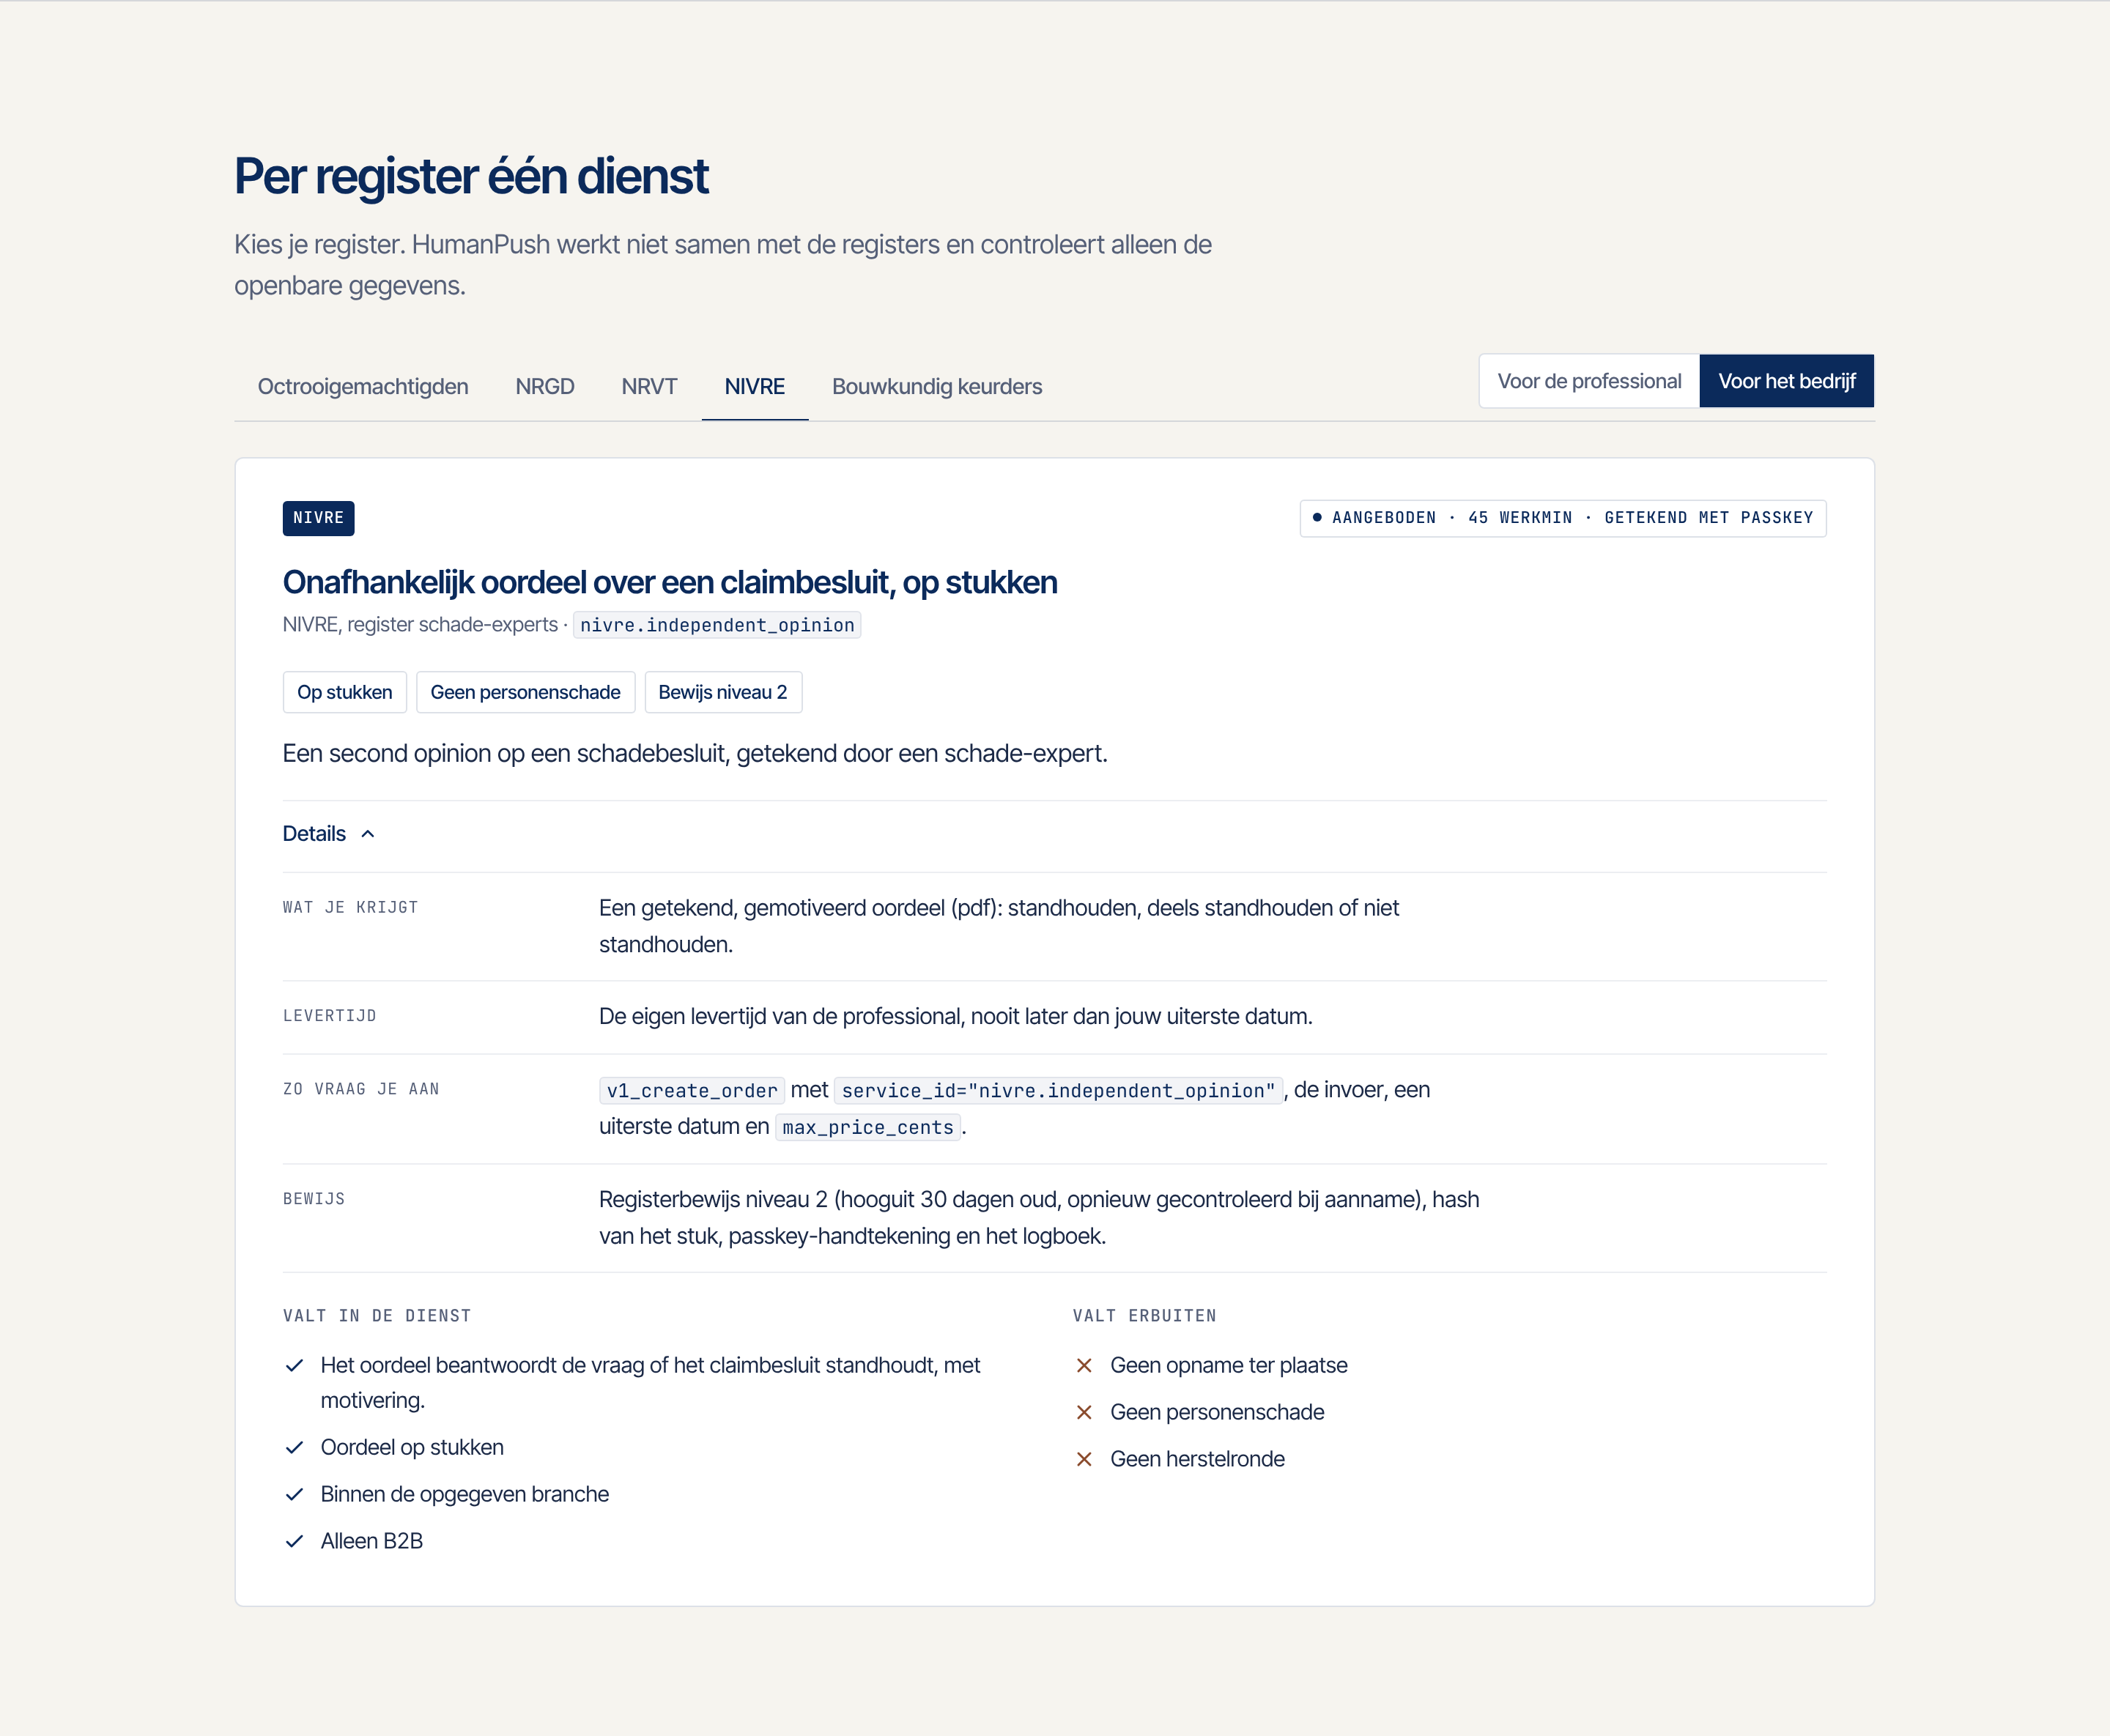 Per register één dienst
Kies je register. HumanPush werkt niet samen met de registers en controleert alleen de
openbare gegevens.
Octrooigemachtigden NRGD NRVT NIVRE Bouwkundig keurders
Voor de professional Voor het bedrijf
NIVRE
AANGEBODEN · 45 WERKMIN · GETEKEND MET PASSKEY
Onafhankelijk oordeel over een claimbesluit, op stukken
NIVRE, register schade-experts · nivre.independent_opinion
Op stukken Geen personenschade Bewijs niveau 2
Een second opinion op een schadebesluit, getekend door een schade-expert.
Details
WAT JE KRIJGT
Een getekend, gemotiveerd oordeel (pdf): standhouden, deels standhouden of niet
standhouden.
LEVERTIJD
De eigen levertijd van de professional, nooit later dan jouw uiterste datum.
ZO VRAAG JE AAN
v1_create_order met service_id="nivre.independent_opinion", de invoer, een
uiterste datum en max_price_cents.
BEWIJS
Registerbewijs niveau 2 (hooguit 30 dagen oud, opnieuw gecontroleerd bij aanname), hash
van het stuk, passkey-handtekening en het logboek.
VALT IN DE DIENST
Het oordeel beantwoordt de vraag of het claimbesluit standhoudt, met
motivering.
Oordeel op stukken
Binnen de opgegeven branche
Alleen B2B
VALT ERBUITEN
Geen opname ter plaatse
Geen personenschade
Geen herstelronde